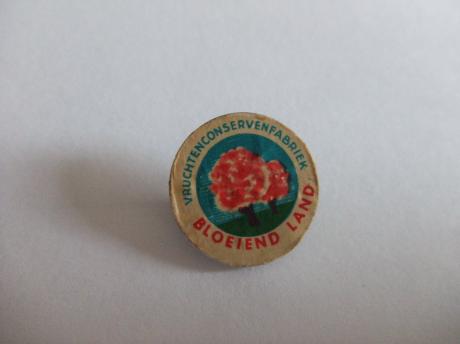 VRUCHTENCONSERVENFABRIEK
BLOEIEND LAND